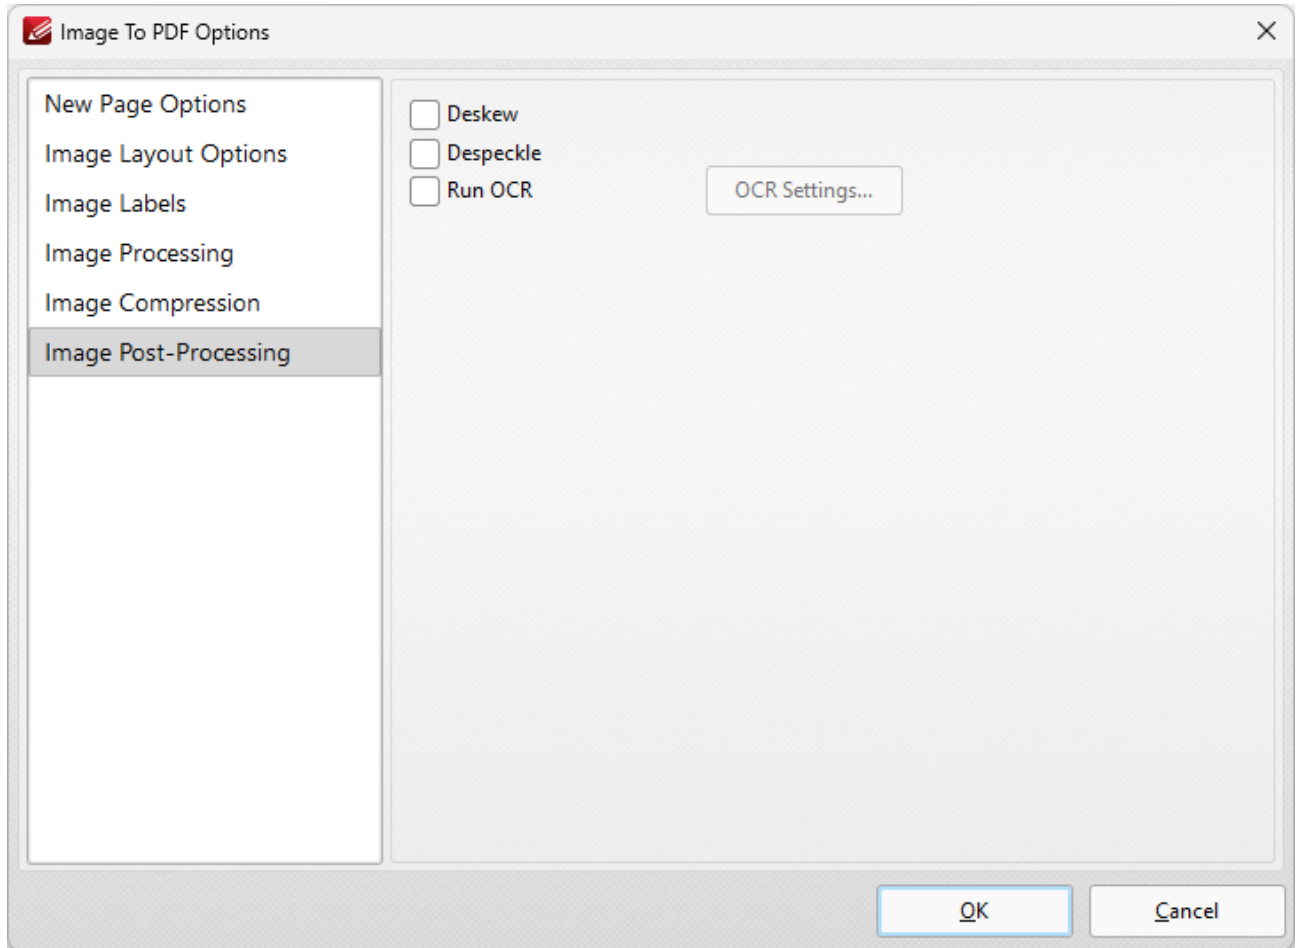 Image To PDF Options
New Page Options
Image Layout Options
Image Labels
Image Processing
Image Compression
Image Post-Processing
Deskew
Despeckle
Run OCR
OCR Settings...
OK
Cancel